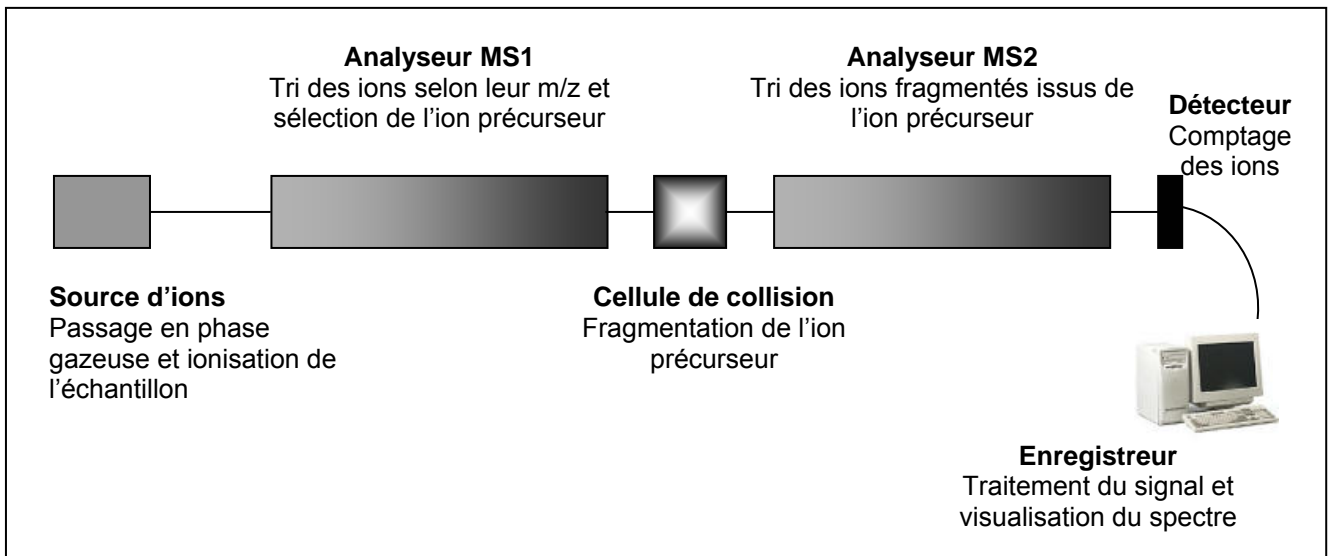 Analyseur MS1
Tri des ions selon leur m/z et
sélection de l'ion précurseur
Analyseur MS2
Tri des ions fragmentés issus de
l'ion précurseur
Détecteur
Comptage
des ions
Source d'ions
Passage en phase
gazeuse et ionisation de
l'échantillon
Cellule de collision
Fragmentation de l'ion
précurseur
Enregistreur
Traitement du signal et
visualisation du spectre